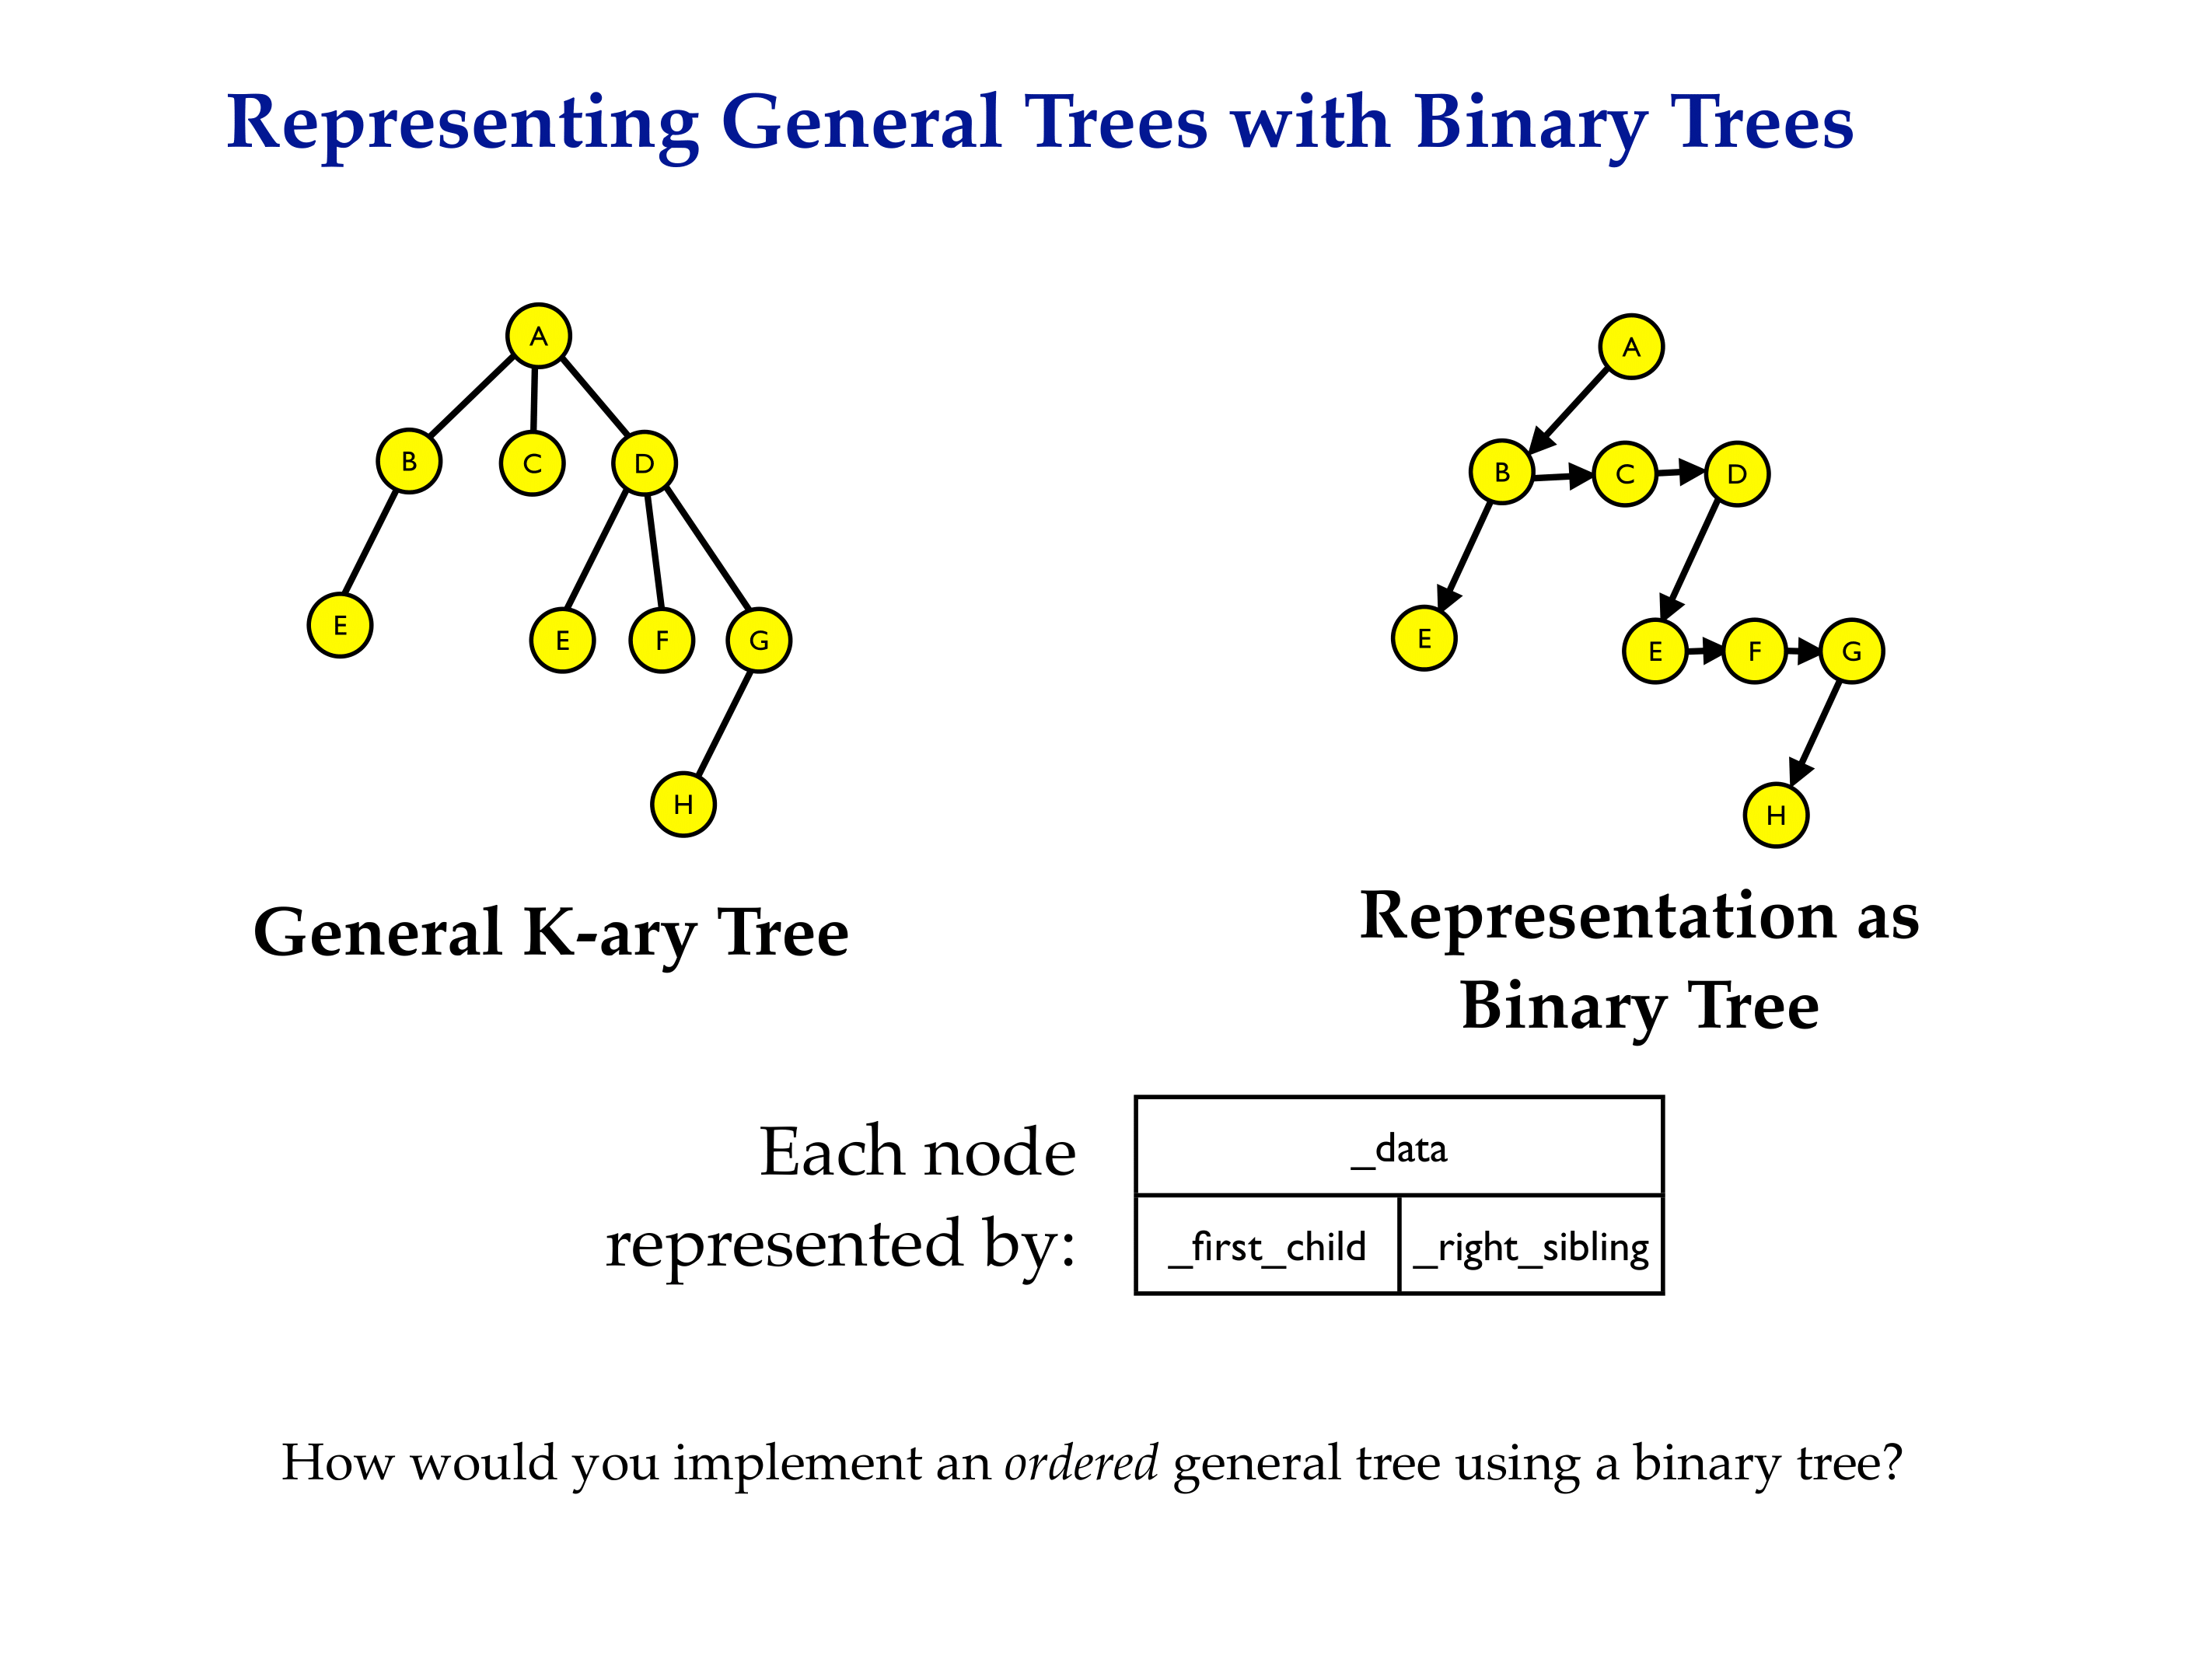 Representing General Trees with Binary Trees
A
B
C
D
E
E
F
G
H
General K-ary Tree
A
B
C
D
E
E
F
G
H
Representation as
Binary Tree
Each node
represented by:
_data
_first_child
_right_sibling
How would you implement an ordered general tree using a binary tree?